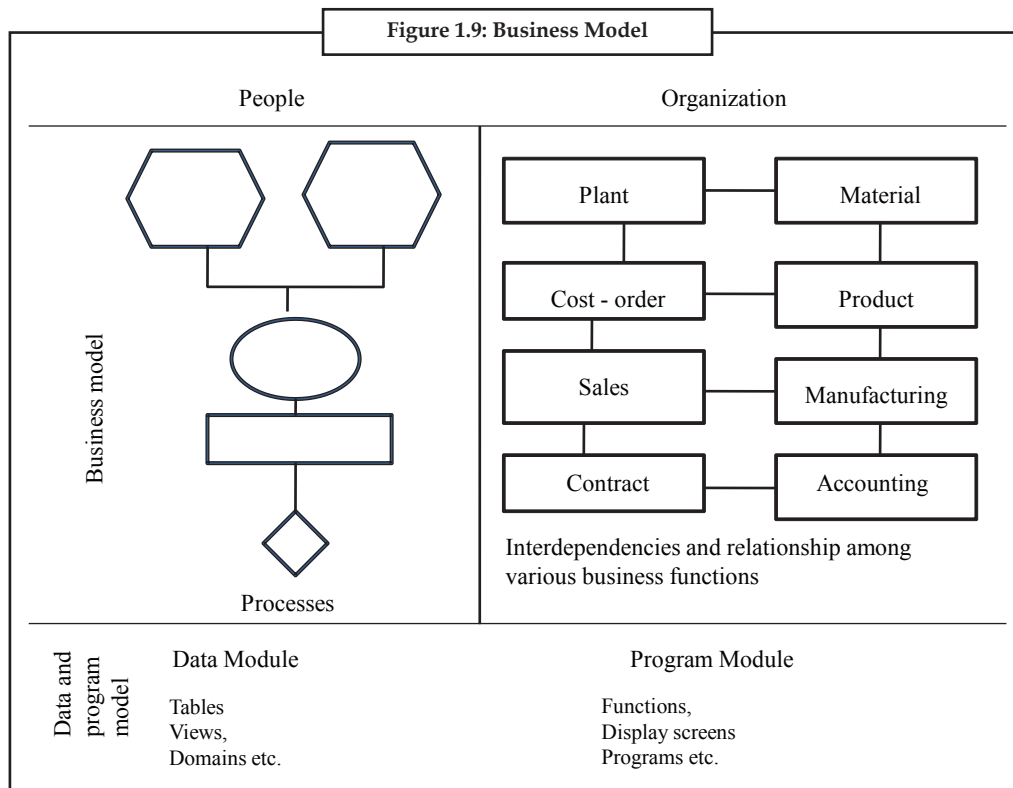 Figure 1.9: Business Model
People
Organization
Business model
Plant
Material
Cost - order
Product
Sales
Manufacturing
Contract
Accounting
Interdependencies and relationship among
various business functions
Processes
Data and
program
model
Data Module
Tables
Views,
Domains etc.
Program Module
Functions,
Display screens
Programs etc.